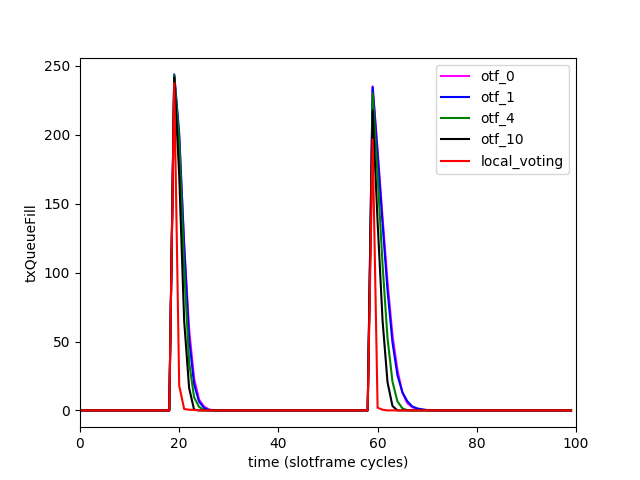 250
200
150
100
50
0
txQueueFill
otf_0
otf_1
otf_4
otf_10
local_voting
0 20 40 60 80 100
time (slotframe cycles)